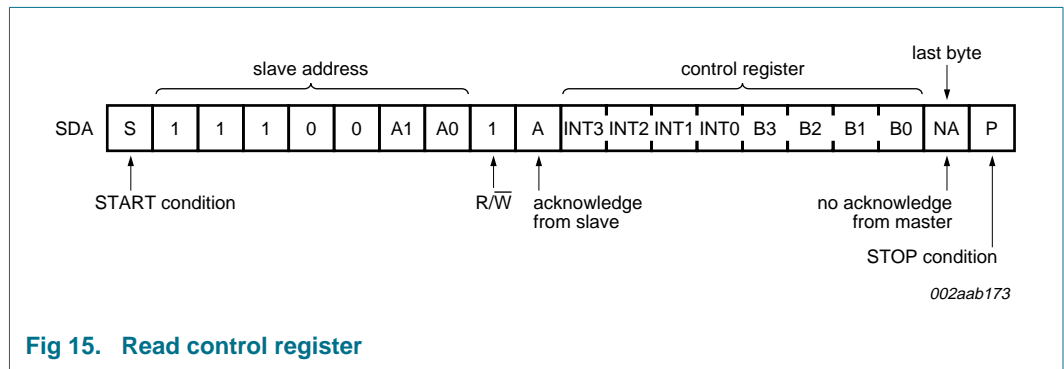 last byte
slave address control register
SDA S 1 1 1 0 0 A1 A0 1 A INT3 INT2 INT1 INT0 B3 B2 B1 B0 NA P
START condition R/W̅ acknowledge from slave no acknowledge from master
STOP condition
002aab173
Fig 15. Read control register